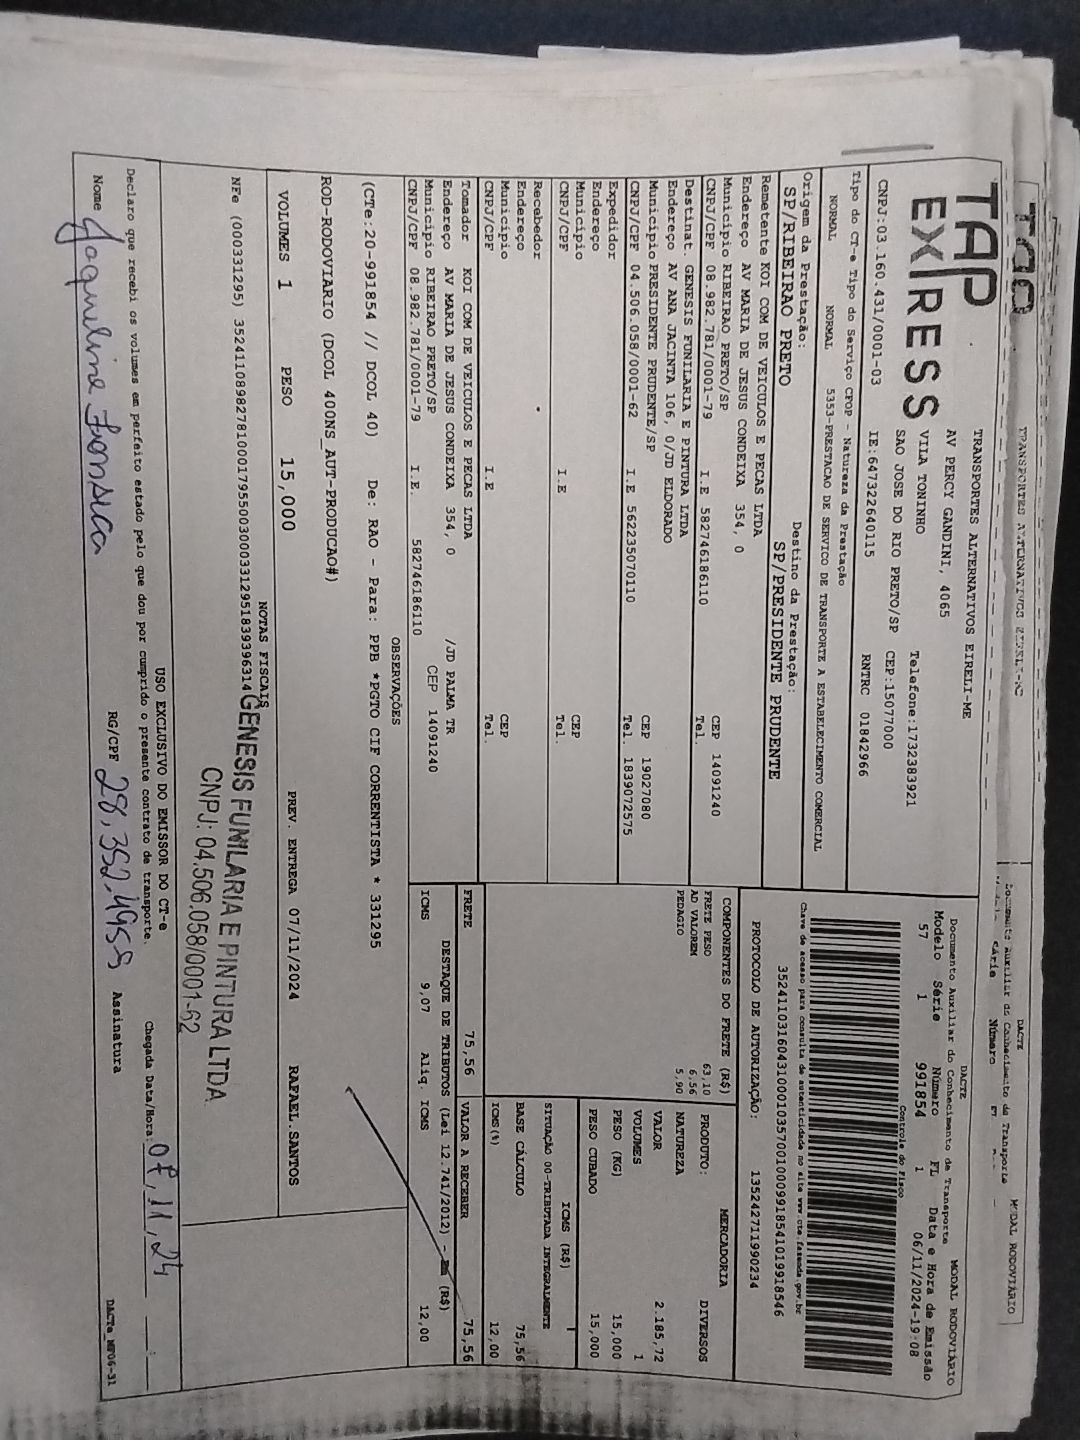 TRANSPORTES ALTERNATIVOS EIRELI-ME
DACTE
MODAL RODOVIÁRIO
TAP
EXPRESS
TRANSPORTES ALTERNATIVOS EIRELI-ME
AV PERCY GANDINI, 4065
VILA TONINHO
Telefone:1732383921
SAO JOSE DO RIO PRETO/SP CEP:15077000
CNPJ:03.160.431/0001-03 IE:647322640115 RNTRC 01842966
DACTE
MODAL RODOVIÁRIO
Documento Auxiliar do Conhecimento de Transporte
Modelo Série Número FL Data e Hora de Emissão
57 1 991854 1 06/11/2024-19:08
Controle do Fisco
Chave de acesso para consulta de autenticidade no site www.cte.fazenda.gov.br
35241103160431000103570010009918541019918546
PROTOCOLO DE AUTORIZAÇÃO: 135242711990234
Tipo do CT-e Tipo do Serviço CFOP - Natureza da Prestação
NORMAL NORMAL 5353-PRESTACAO DE SERVICO DE TRANSPORTE A ESTABELECIMENTO COMERCIAL
Origem da Prestação: Destino da Prestação:
SP/RIBEIRAO PRETO SP/PRESIDENTE PRUDENTE
Remetente KOI COM DE VEICULOS E PECAS LTDA
Endereço AV MARIA DE JESUS CONDEIXA 354, 0
Município RIBEIRAO PRETO/SP CEP 14091240
CNPJ/CPF 08.982.781/0001-79 I.E 582746186110 Tel.
Destinat. GENESIS FUNILARIA E PINTURA LTDA
Endereço AV ANA JACINTA 106, 0/JD ELDORADO
Município PRESIDENTE PRUDENTE/SP CEP 19027080
CNPJ/CPF 04.506.058/0001-62 I.E 562235070110 Tel. 1839072575
Expedidor
Endereço
Município CEP
CNPJ/CPF I.E Tel.
Recebedor
Endereço
Município CEP
CNPJ/CPF I.E Tel.
Tomador KOI COM DE VEICULOS E PECAS LTDA
Endereço AV MARIA DE JESUS CONDEIXA 354, 0 /JD PALMA TR
Município RIBEIRAO PRETO/SP CEP 14091240
CNPJ/CPF 08.982.781/0001-79 I.E 582746186110
COMPONENTES DO FRETE (R$)
FRETE PESO 63,10
AD VALOREM 6,56
PEDAGIO 5,90
MERCADORIA
PRODUTO: DIVERSOS
NATUREZA
VALOR 2.185,72
VOLUMES 1
PESO (KG) 15,000
PESO CUBADO 15,000
ICMS (R$)
SITUAÇÃO 00-TRIBUTADA INTEGRALMENTE
BASE CÁLCULO 75,56
ICMS(%) 12,00
FRETE 75,56 VALOR A RECEBER 75,56
DESTAQUE DE TRIBUTOS (Lei 12.741/2012) - (R$)
ICMS 9,07 Aliq. ICMS 12,00
OBSERVAÇÕES
(CTe:20-991854 // DCOL 40) De: RAO - Para: PPB *PGTO CIF CORRENTISTA * 331295
ROD-RODOVIARIO (DCOL 400NS_AUT-PRODUCAO#)
VOLUMES 1 PESO 15,000 PREV. ENTREGA 07/11/2024 RAFAEL.SANTOS
NOTAS FISCAIS
NFe (000331295) 35241108982781000179550030003312951839396314
GENESIS FUNILARIA E PINTURA LTDA
CNPJ: 04.506.058/0001-62
USO EXCLUSIVO DO EMISSOR DO CT-e
Declaro que recebi os volumes em perfeito estado pelo que dou por cumprido o presente contrato de transporte. Chegada Data/Hora: 07,11,24 :
Nome Jaqueline Fonseca RG/CPF 28,352,495-5 Assinatura